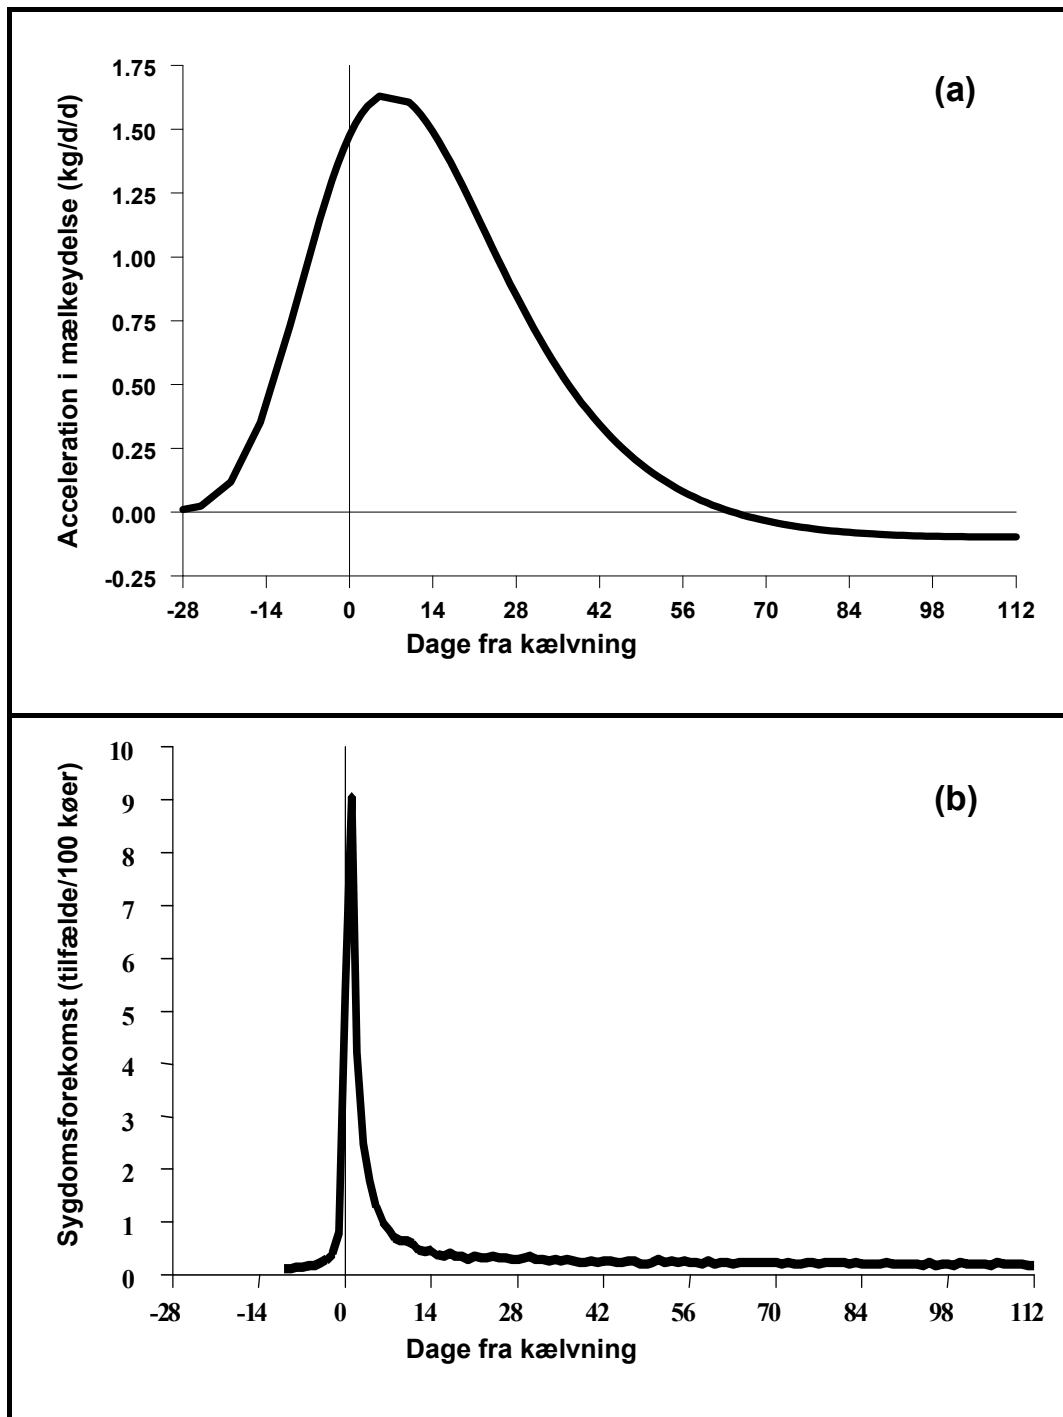 (a)
Acceleration i mælkeydelse (kg/d/d)
1.75
1.50
1.25
1.00
0.75
0.50
0.25
0.00
-0.25
-28 -14 0 14 28 42 56 70 84 98 112
Dage fra kælvning
(b)
Sygdomsforekomst (tilfælde/100 køer)
10
9
8
7
6
5
4
3
2
1
0
-28 -14 0 14 28 42 56 70 84 98 112
Dage fra kælvning